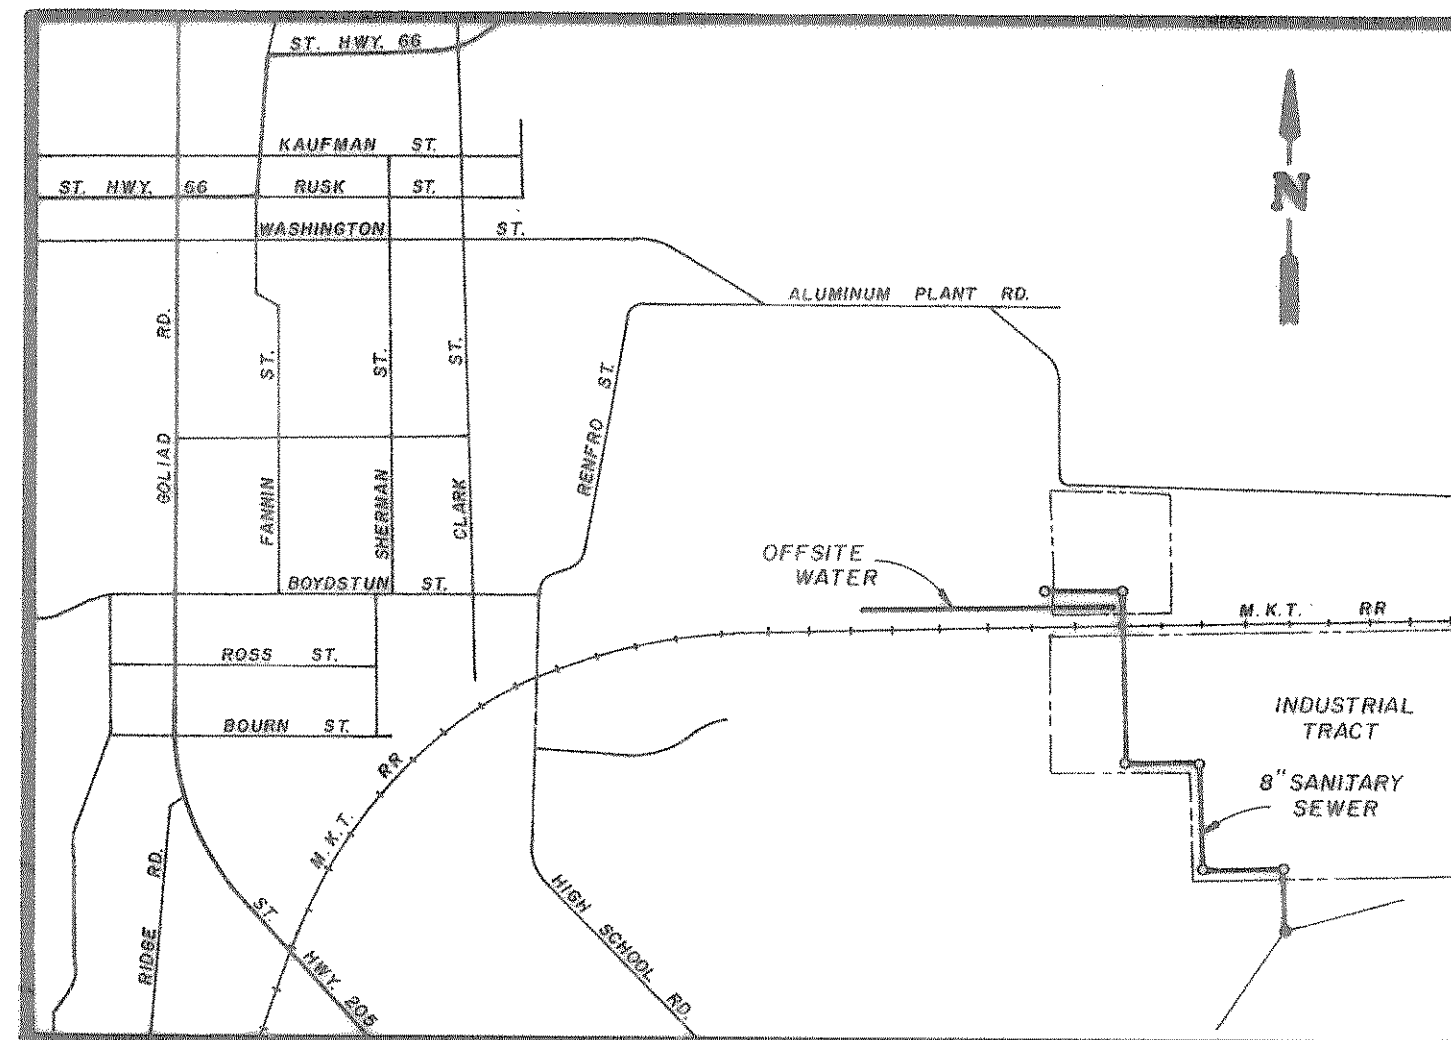 ST. HWY. 66
KAUFMAN ST.
ST. HWY. 66 RUSK ST.
WASHINGTON ST.
N
ALUMINUM PLANT RD.
GOLIAD RD.
FANNIN ST.
SHERMAN ST.
CLARK ST.
RENFRO ST.
BOYDSTUN ST.
OFFSITE
WATER
M.K.T. RR
ROSS ST.
BOURN ST.
INDUSTRIAL
TRACT
8" SANITARY
SEWER
M.K.T. RR
RIDGE RD.
ST. HWY. 205
HIGH SCHOOL RD.